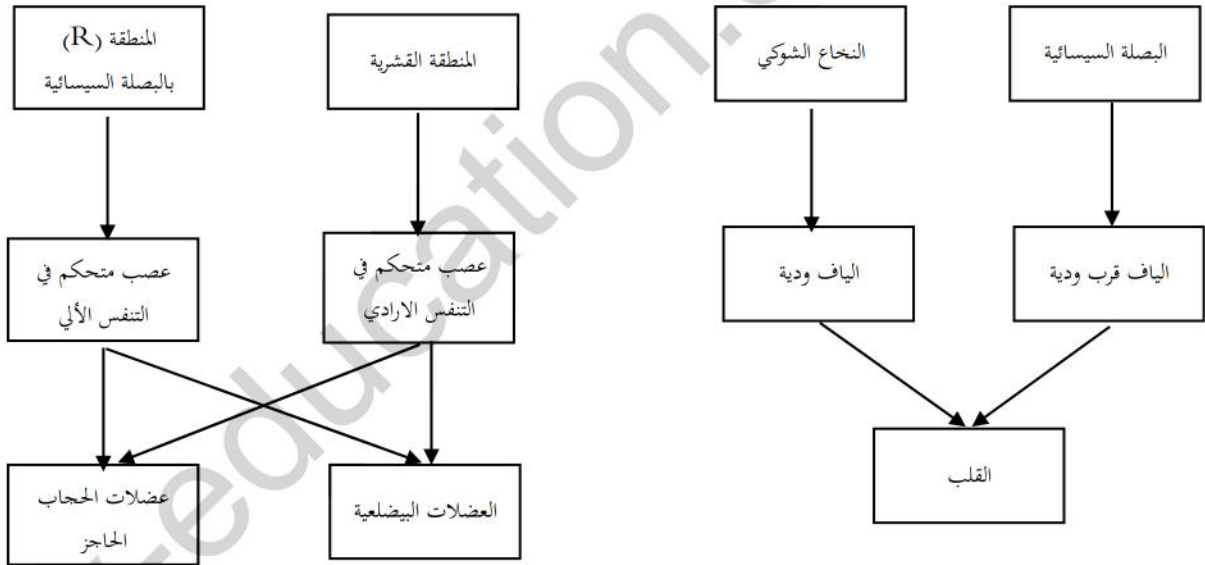 البصلة السيسائية
النخاع الشوكي
المنطقة القشرية
المنطقة (R)
بالبصلة السيسائية
الياف قرب ودية
الياف ودية
عصب متحكم في
التنفس الارادي
عصب متحكم في
التنفس الألي
القلب
العضلات البيضلعية
عضلات الحجاب
الحاجز
-education.